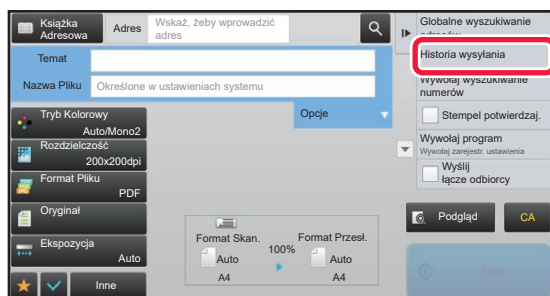 Książka
Adresowa
Adres
Wskaż, żeby wprowadzić
adres
Temat
Nazwa Pliku
Określone w ustawieniach systemu
Tryb Kolorowy
Auto/Mono2
Rozdzielczość
200x200dpi
Format Pliku
PDF
Oryginał
Ekspozycja
Auto
Inne
Opcje
Format Skan.
100%
Format Przesł.
Auto
A4
Auto
A4
Globalne wyszukiwanie
adresów
Historia wysyłania
Wywołaj wyszukiwanie
numerów
Stempel potwierdzaj.
Wywołaj program
Wywołaj zarejestr. ustawienia
Wyślij
łącze odbiorcy
Podgląd
CA
Start